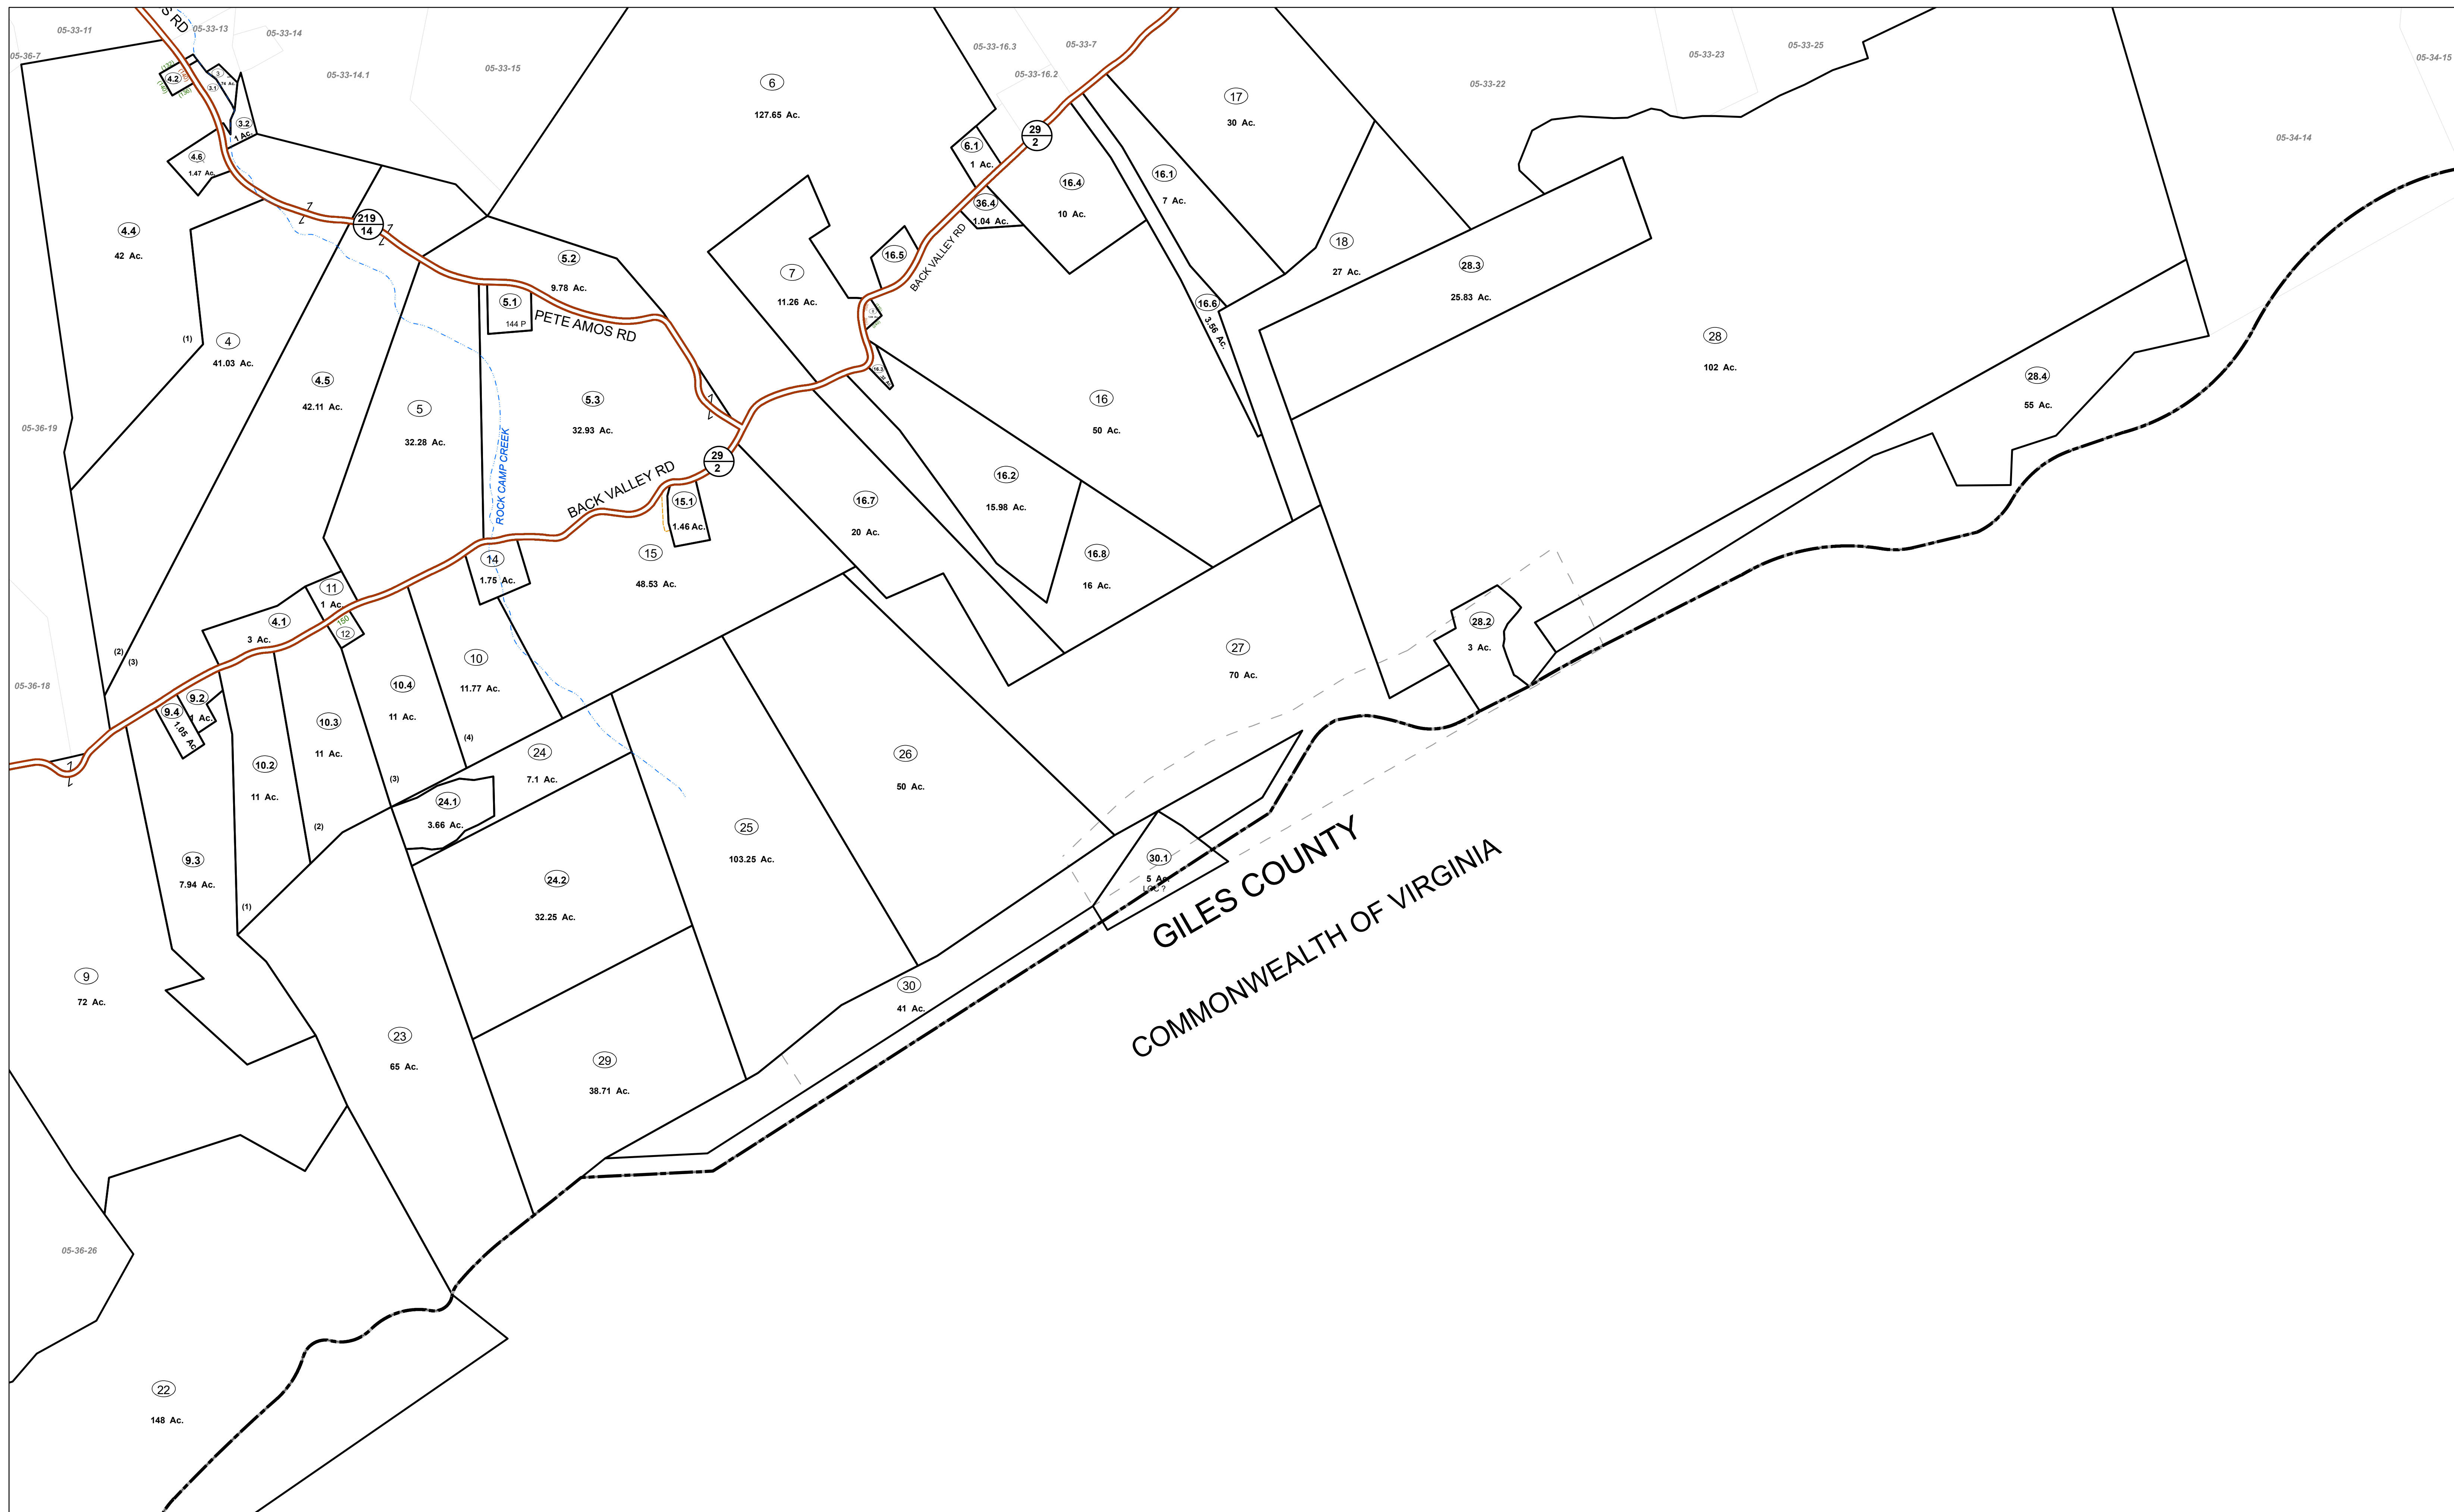 S RD
05-33-11
05-33-13
05-33-14
05-36-7
05-33-14.1
05-33-15
05-33-16.3
05-33-7
05-33-16.2
05-33-22
05-33-23
05-33-25
05-34-15
05-34-14
4.2
3
3.1
3.2
1 Ac.
4.6
1.47 Ac.
6
127.65 Ac.
17
30 Ac.
29
2
6.1
1 Ac.
16.4
10 Ac.
36.4
1.04 Ac.
16.1
7 Ac.
4.4
42 Ac.
219
14
5.2
9.78 Ac.
7
11.26 Ac.
16.5
BACK VALLEY RD
18
27 Ac.
28.3
25.83 Ac.
16.6
3.56 Ac.
5.1
144 P
PETE AMOS RD
28
102 Ac.
(1)
4
41.03 Ac.
4.5
42.11 Ac.
5
32.28 Ac.
5.3
32.93 Ac.
16.3
16
50 Ac.
28.4
55 Ac.
05-36-19
ROCK CAMP CREEK
29
2
BACK VALLEY RD
15.1
1.46 Ac.
16.7
20 Ac.
16.2
15.98 Ac.
14
1.75 Ac.
15
48.53 Ac.
16.8
16 Ac.
11
1 Ac.
150
12
4.1
3 Ac.
(2)
(3)
28.2
3 Ac.
27
70 Ac.
05-36-18
9.2
1 Ac.
9.4
1.05 Ac.
10.4
11 Ac.
10
11.77 Ac.
10.3
11 Ac.
(4)
24
7.1 Ac.
26
50 Ac.
10.2
11 Ac.
(3)
24.1
3.66 Ac.
(2)
25
103.25 Ac.
9.3
7.94 Ac.
(1)
24.2
32.25 Ac.
30.1
5 Ac.
LOC ?
GILES COUNTY
COMMONWEALTH OF VIRGINIA
9
72 Ac.
30
41 Ac.
23
65 Ac.
29
38.71 Ac.
05-36-26
22
148 Ac.